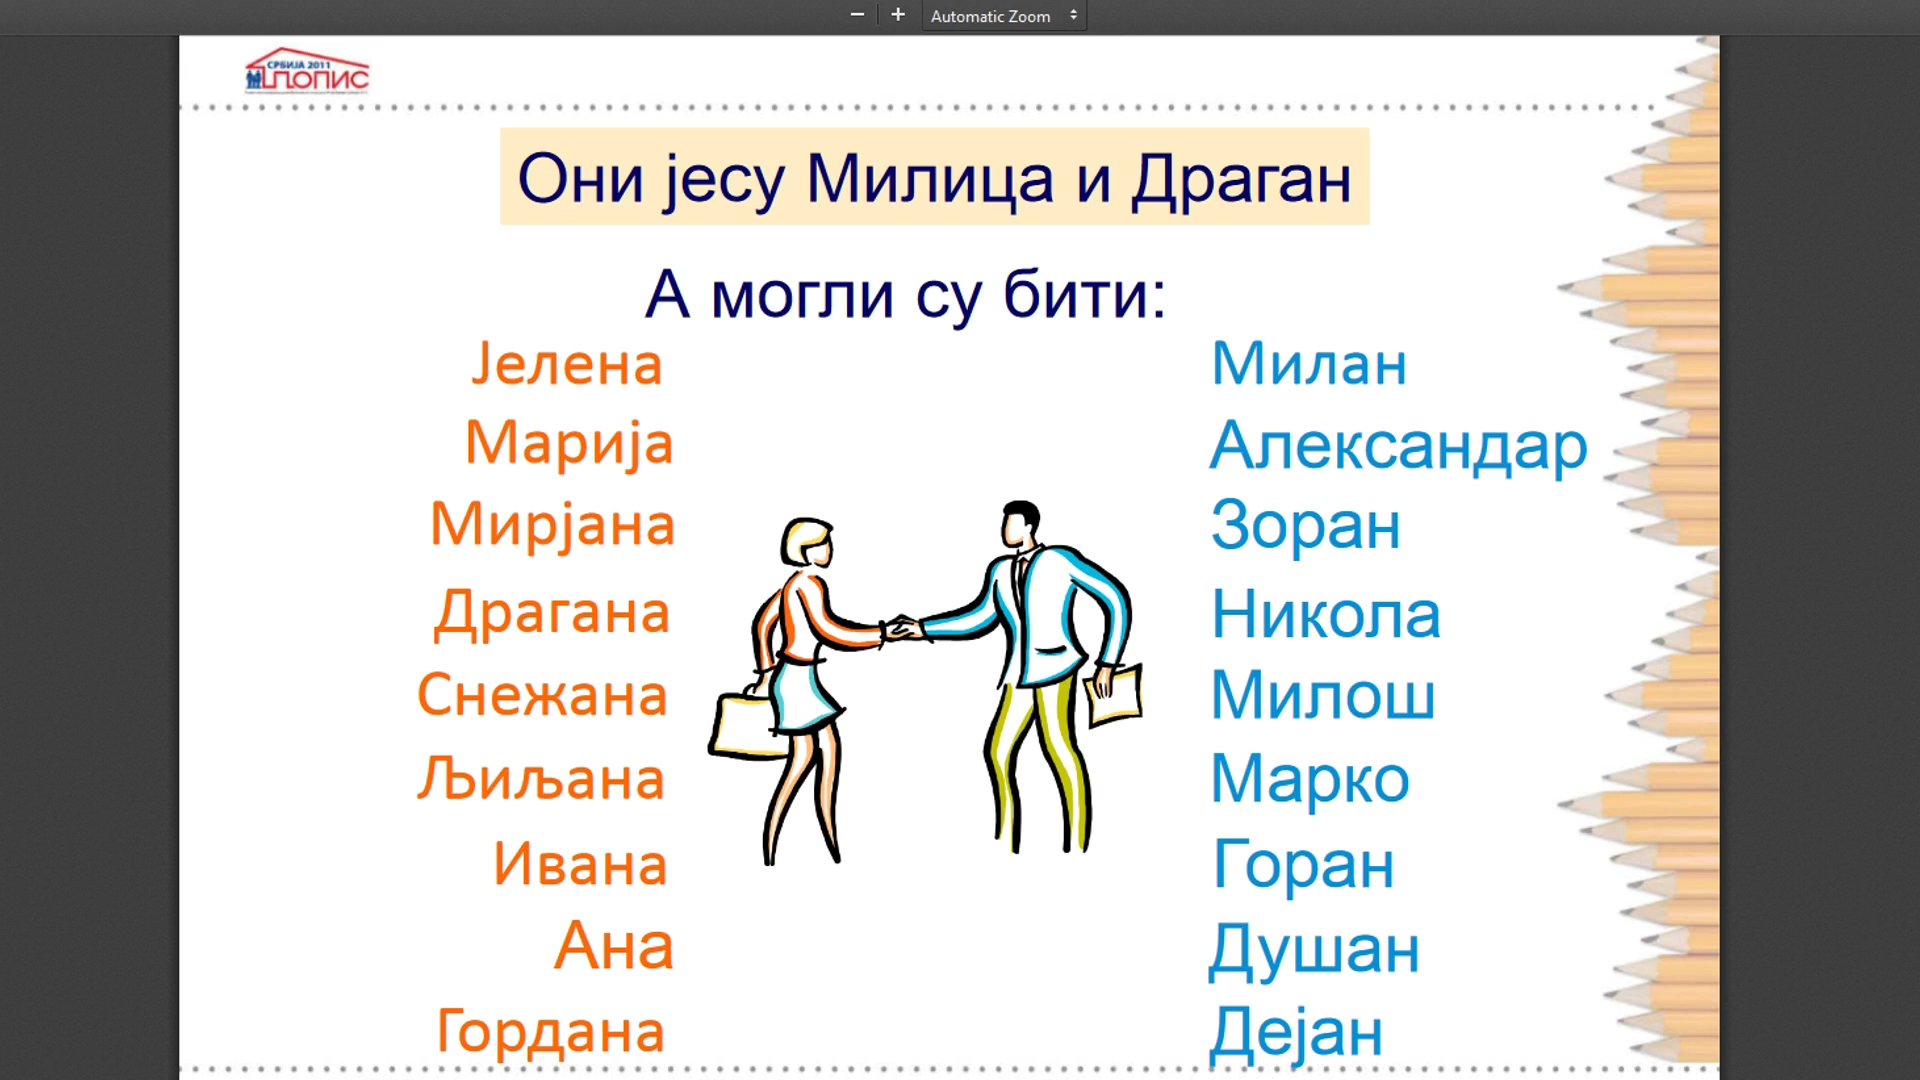 Automatic Zoom
СРБИЈА 2011
ПОПИС
Они јесу Милица и Драган
А могли су бити:
Јелена
Марија
Мирјана
Драгана
Снежана
Љиљана
Ивана
Ана
Гордана
Милан
Александар
Зоран
Никола
Милош
Марко
Горан
Душан
Дејан